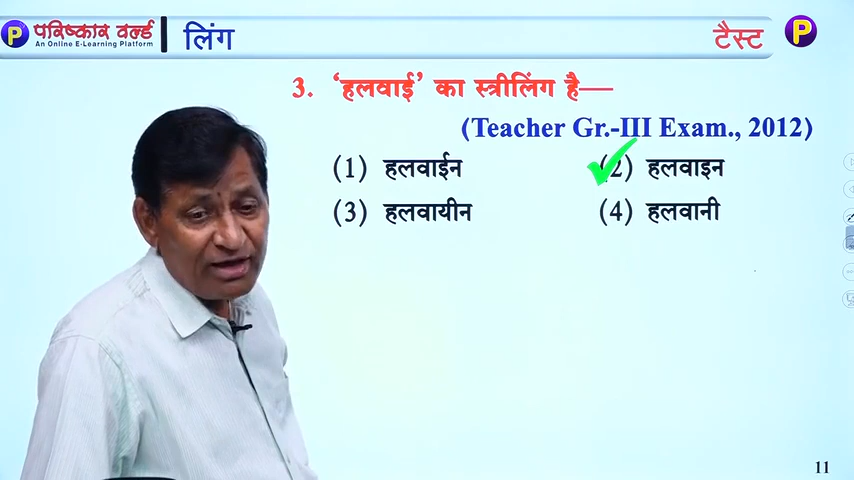 परिष्कार वर्ल्ड
An Online E-Learning Platform
लिंग
टैस्ट
P
P
3. ‘हलवाई’ का स्त्रीलिंग है—
(Teacher Gr.-III Exam., 2012)
(1) हलवाईन
(2) हलवाइन
(3) हलवायीन
(4) हलवानी
11